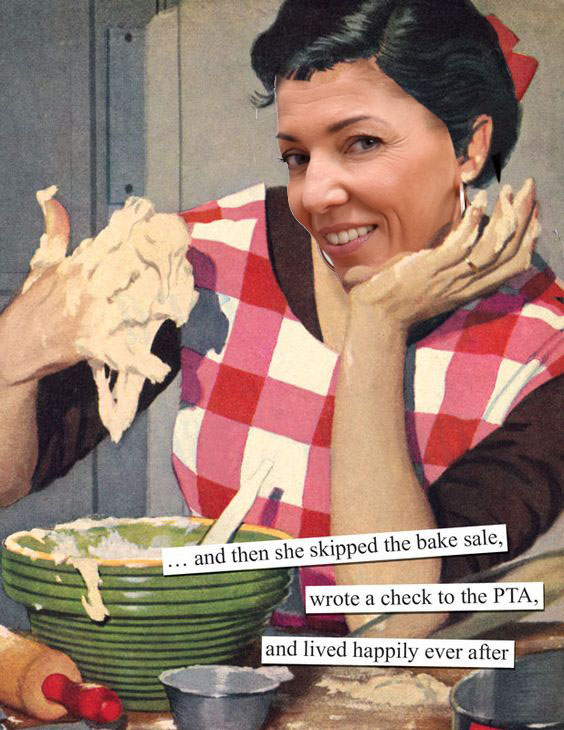 … and then she skipped the bake sale,
wrote a check to the PTA,
and lived happily ever after